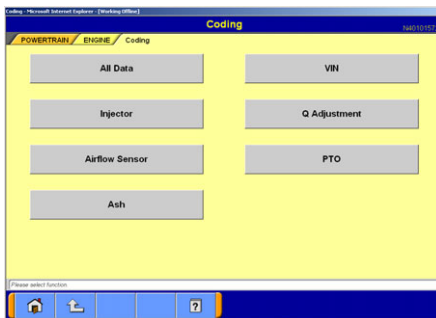 Coding - Microsoft Internet Explorer - [Working Offline]
Coding
N4010157
POWERTRAIN ENGINE Coding
All Data VIN
Injector Q Adjustment
Airflow Sensor PTO
Ash
Please select function
?